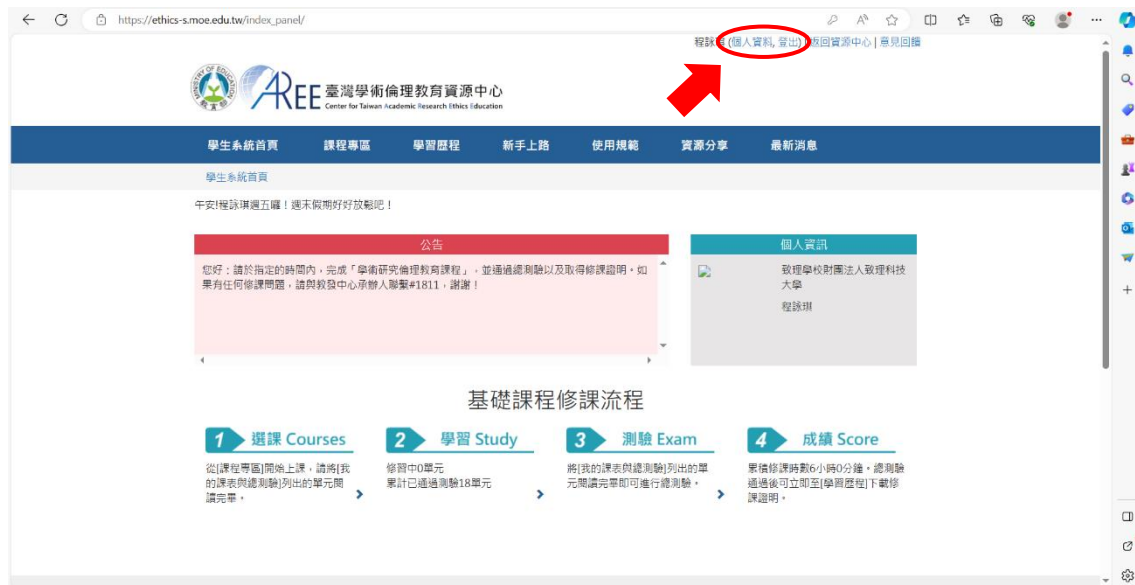 https://ethics-s.moe.edu.tw/index_panel/
程詠琪 (個人資料, 登出) | 返回資源中心 | 意見回饋
MINISTRY OF EDUCATION
教育部
AREE 臺灣學術倫理教育資源中心
Center for Taiwan Academic Research Ethics Education
學生系統首頁 課程專區 學習歷程 新手上路 使用規範 資源分享 最新消息
學生系統首頁
午安!程詠琪週五囉！週末假期好好放鬆吧！
公告
您好：請於指定的時間內，完成「學術研究倫理教育課程」，並通過總測驗以及取得修課證明。如
果有任何修課問題，請與教發中心承辦人聯繫#1811，謝謝！
個人資訊
致理學校財團法人致理科技
大學
程詠琪
基礎課程修課流程
1 選課 Courses
從[課程專區]開始上課，請將[我
的課表與總測驗]列出的單元閱
讀完畢。
2 學習 Study
修習中0單元
累計已通過測驗18單元
3 測驗 Exam
將[我的課表與總測驗]列出的單
元閱讀完畢即可進行總測驗。
4 成績 Score
累積修課時數6小時0分鐘。總測驗
通過後可立即至[學習歷程]下載修
課證明。